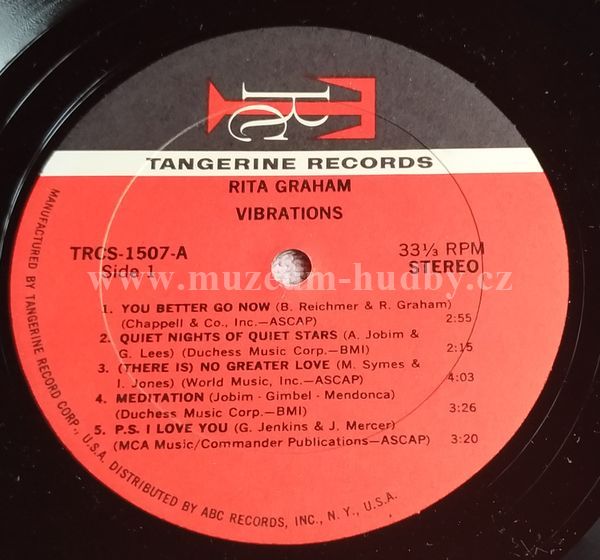 TRC
TANGERINE RECORDS
RITA GRAHAM
VIBRATIONS
TRCS-1507-A
Side 1
33⅓ RPM
STEREO
www.muzeum-hudby.cz
1. YOU BETTER GO NOW (B. Reichmer & R. Graham)
(Chappell & Co., Inc.—ASCAP) 2:55
2. QUIET NIGHTS OF QUIET STARS (A. Jobim &
G. Lees) (Duchess Music Corp.—BMI) 2:15
3. (THERE IS) NO GREATER LOVE (M. Symes &
I. Jones) (World Music, Inc.—ASCAP) 4:03
4. MEDITATION (Jobim - Gimbel - Mendonca)
(Duchess Music Corp.—BMI) 3:26
5. P.S. I LOVE YOU (G. Jenkins & J. Mercer)
(MCA Music/Commander Publications—ASCAP) 3:20
MANUFACTURED BY TANGERINE RECORD CORP., U.S.A. DISTRIBUTED BY ABC RECORDS, INC., N. Y., U.S.A.